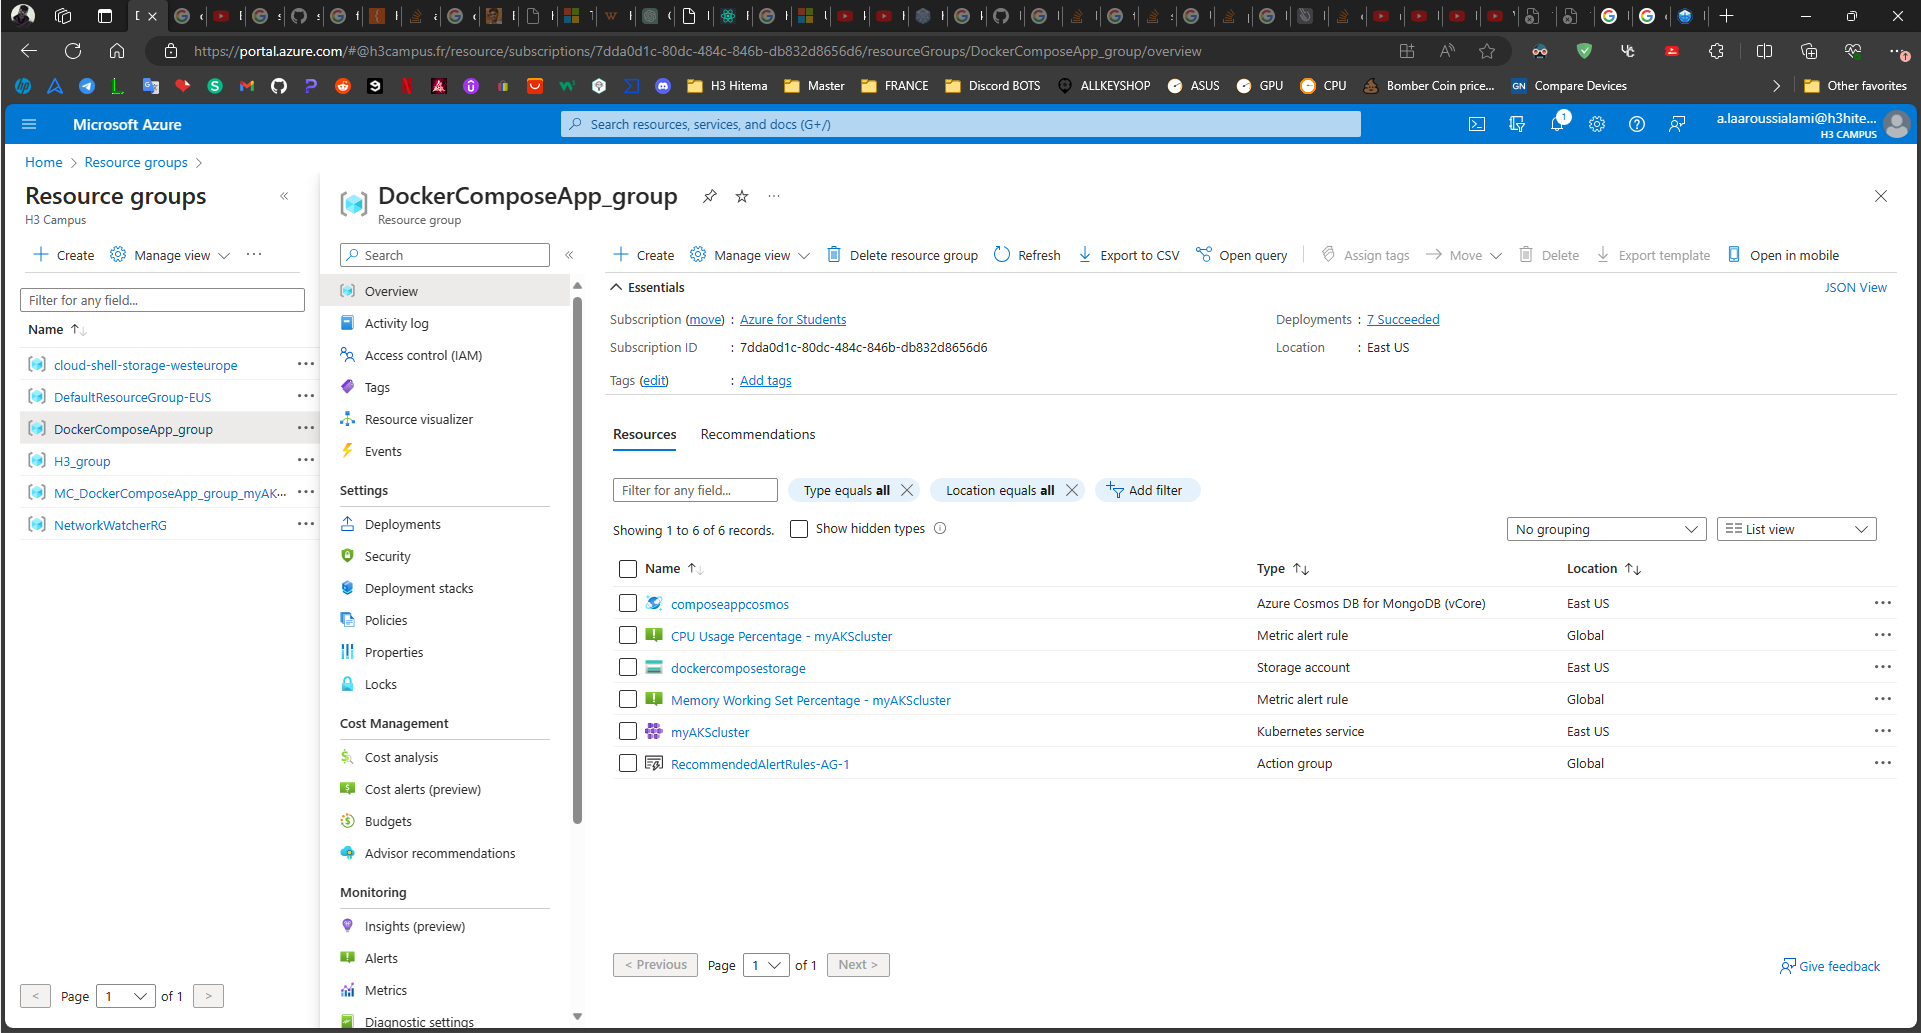 https://portal.azure.com/#@h3campus.fr/resource/subscriptions/7dda0d1c-80dc-484c-846b-db832d8656d6/resourceGroups/DockerComposeApp_group/overview
H3 Hitema
Master
FRANCE
Discord BOTS
ALLKEYSHOP
ASUS
GPU
CPU
Bomber Coin price...
GN Compare Devices
Other favorites
Microsoft Azure
Search resources, services, and docs (G+/)
1
a.laaroussialami@h3hite...
H3 CAMPUS
Home > Resource groups >
Resource groups
H3 Campus
+ Create
Manage view
Filter for any field...
Name
cloud-shell-storage-westeurope
DefaultResourceGroup-EUS
DockerComposeApp_group
H3_group
MC_DockerComposeApp_group_myAK...
NetworkWatcherRG
< Page 1 of 1 >
DockerComposeApp_group
Resource group
Search
Overview
Activity log
Access control (IAM)
Tags
Resource visualizer
Events
Settings
Deployments
Security
Deployment stacks
Policies
Properties
Locks
Cost Management
Cost analysis
Cost alerts (preview)
Budgets
Advisor recommendations
Monitoring
Insights (preview)
Alerts
Metrics
Diagnostic settings
+ Create
Manage view
Delete resource group
Refresh
Export to CSV
Open query
Assign tags
Move
Delete
Export template
Open in mobile
Essentials
JSON View
Subscription (move) : Azure for Students
Deployments : 7 Succeeded
Subscription ID : 7dda0d1c-80dc-484c-846b-db832d8656d6
Location : East US
Tags (edit) : Add tags
Resources Recommendations
Filter for any field...
Type equals all
Location equals all
Add filter
Showing 1 to 6 of 6 records.
Show hidden types
No grouping
List view
Name Type Location
composeappcosmos Azure Cosmos DB for MongoDB (vCore) East US
CPU Usage Percentage - myAKScluster Metric alert rule Global
dockercomposestorage Storage account East US
Memory Working Set Percentage - myAKScluster Metric alert rule Global
myAKScluster Kubernetes service East US
RecommendedAlertRules-AG-1 Action group Global
< Previous Page 1 of 1 Next >
Give feedback